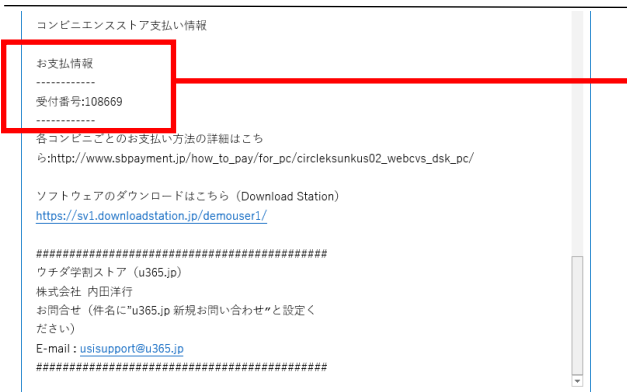 コンビニエンスストア支払い情報
お支払情報
------------
受付番号:108669
------------
各コンビニごとのお支払い方法の詳細はこち
ら:http://www.sbpayment.jp/how_to_pay/for_pc/circleksunkus02_webcvs_dsk_pc/
ソフトウェアのダウンロードはこちら（Download Station）
https://sv1.downloadstation.jp/demouser1/
############################################
ウチダ学割ストア（u365.jp）
株式会社 内田洋行
お問合せ（件名に"u365.jp 新規お問い合わせ"と設定く
ださい）
E-mail : usisupport@u365.jp
############################################